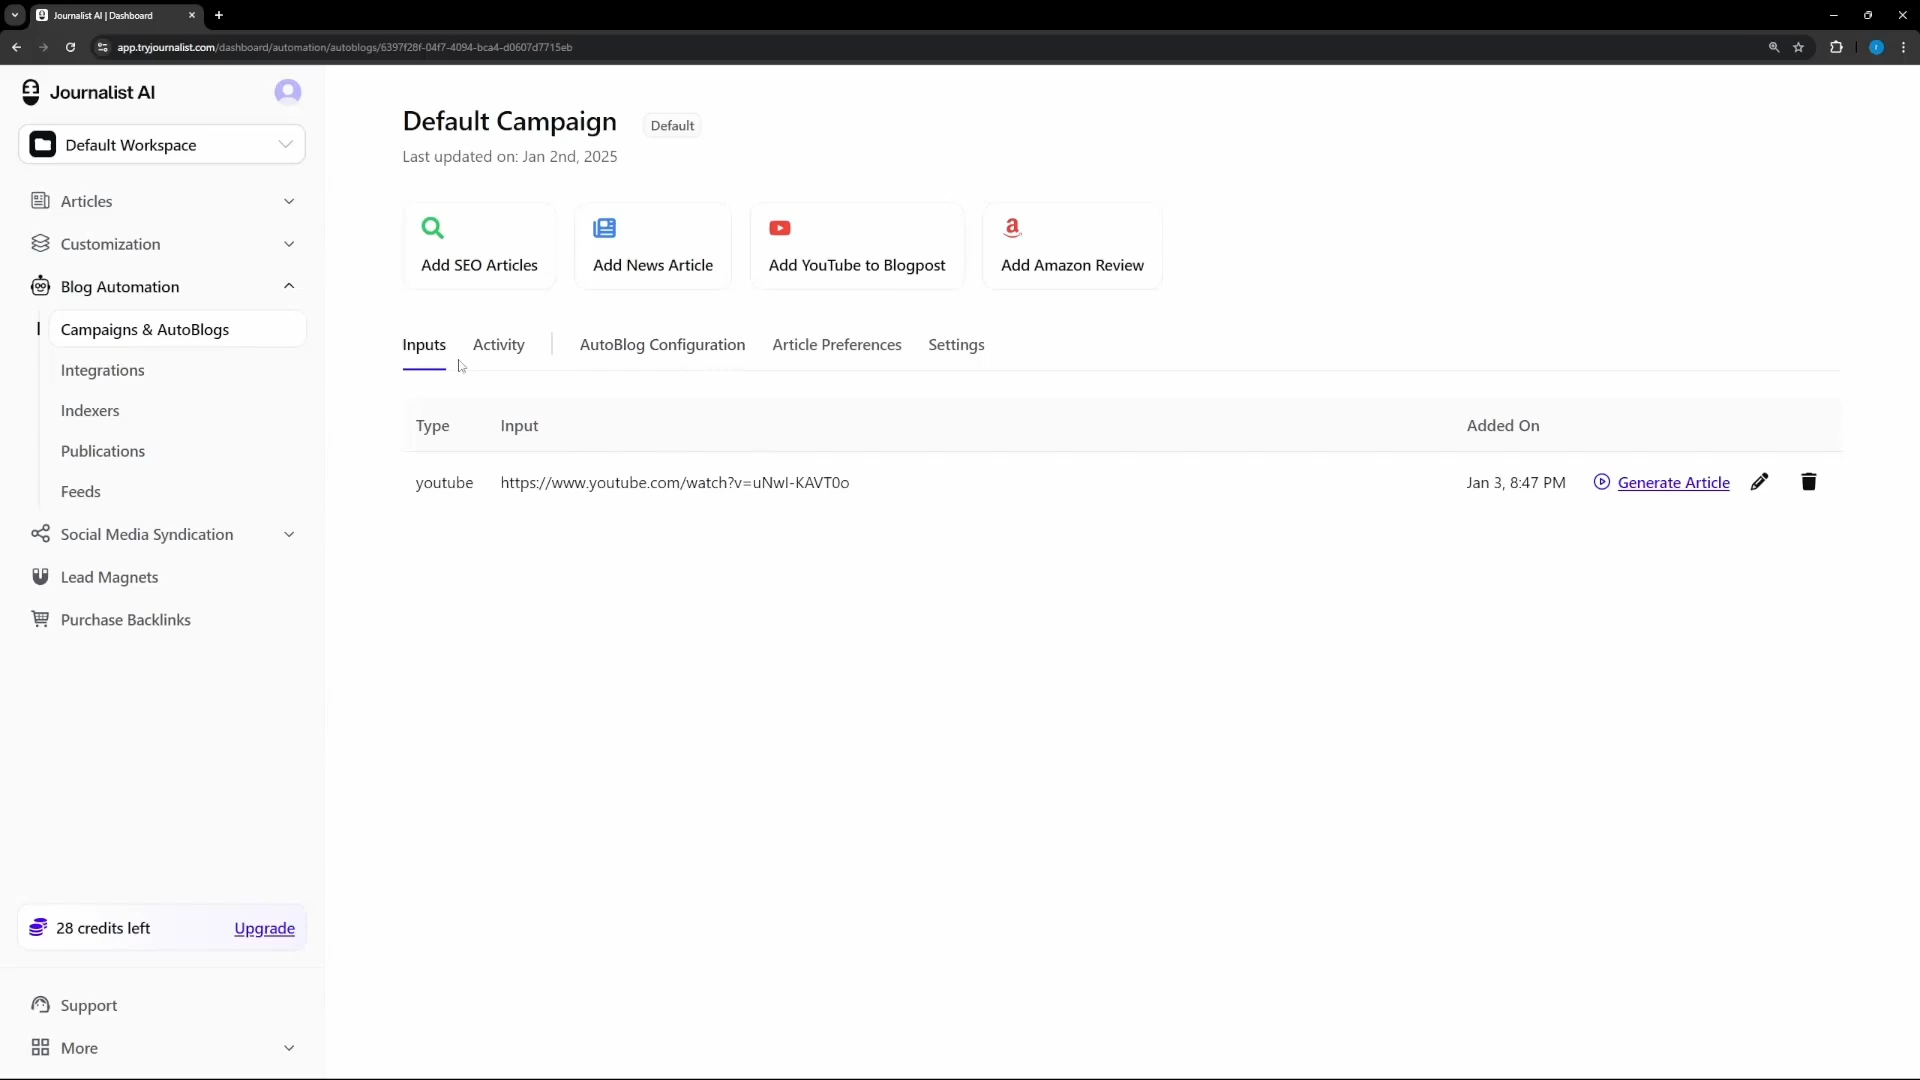 Journalist AI | Dashboard
app.tryjournalist.com/dashboard/automation/autoblogs/6397f28f-04f7-4094-bca4-d0607d7715eb
Journalist AI
Default Workspace
Articles
Customization
Blog Automation
Campaigns & AutoBlogs
Integrations
Indexers
Publications
Feeds
Social Media Syndication
Lead Magnets
Purchase Backlinks
28 credits left
Upgrade
Support
More
Default Campaign
Default
Last updated on: Jan 2nd, 2025
Add SEO Articles
Add News Article
Add YouTube to Blogpost
Add Amazon Review
Inputs
Activity
AutoBlog Configuration
Article Preferences
Settings
Type
Input
Added On
youtube
https://www.youtube.com/watch?v=uNwI-KAVT0o
Jan 3, 8:47 PM
Generate Article